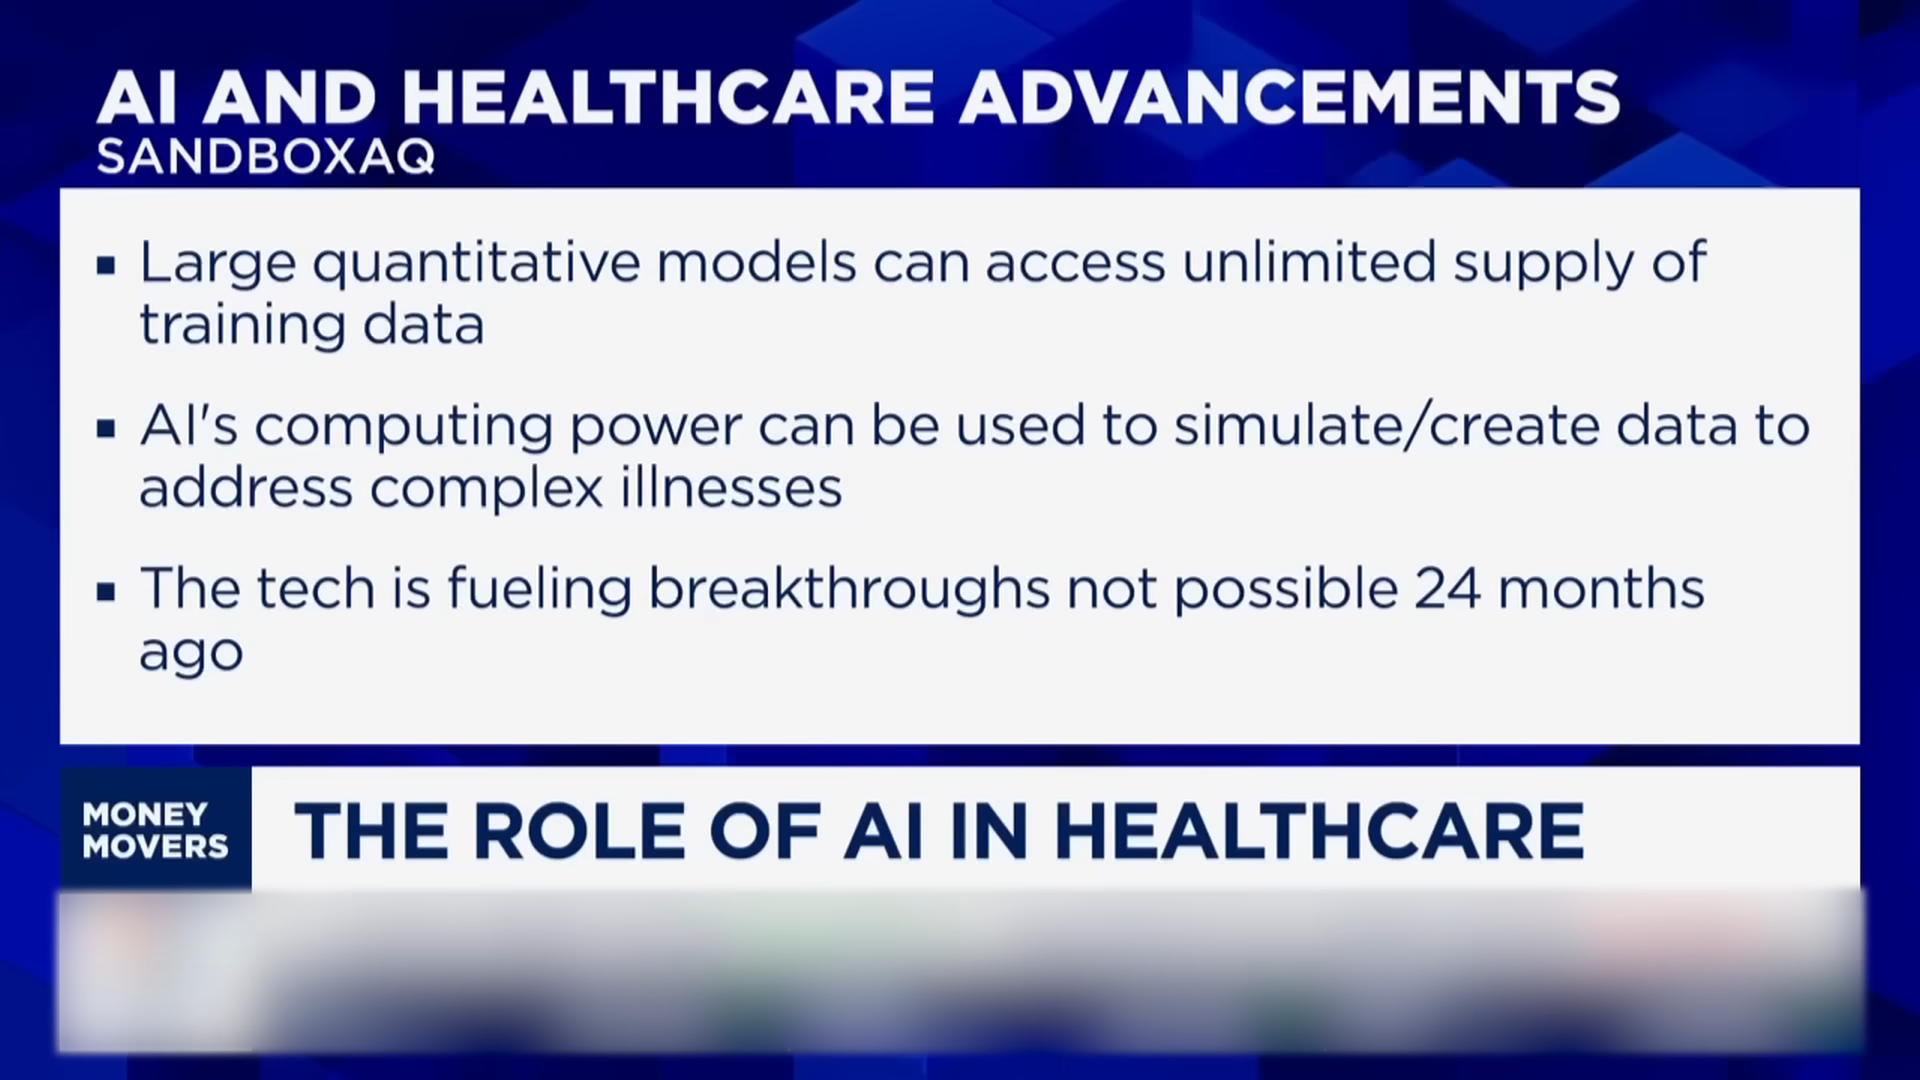 AI AND HEALTHCARE ADVANCEMENTS
SANDBOXAQ
▪ Large quantitative models can access unlimited supply of
training data
▪ AI's computing power can be used to simulate/create data to
address complex illnesses
▪ The tech is fueling breakthroughs not possible 24 months
ago
MONEY
MOVERS
THE ROLE OF AI IN HEALTHCARE